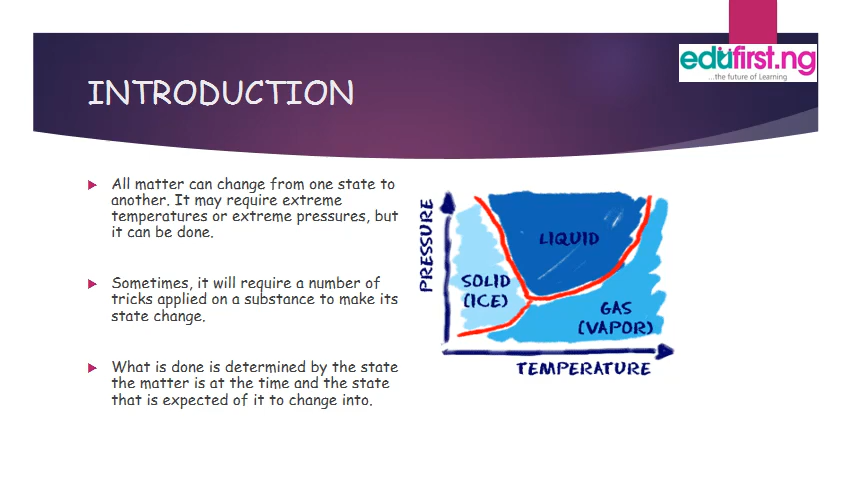 INTRODUCTION
edufirst.ng
...the future of Learning
All matter can change from one state to
another. It may require extreme
temperatures or extreme pressures, but
it can be done.
Sometimes, it will require a number of
tricks applied on a substance to make its
state change.
What is done is determined by the state
the matter is at the time and the state
that is expected of it to change into.
PRESSURE
LIQUID
SOLID
(ICE)
GAS
(VAPOR)
TEMPERATURE